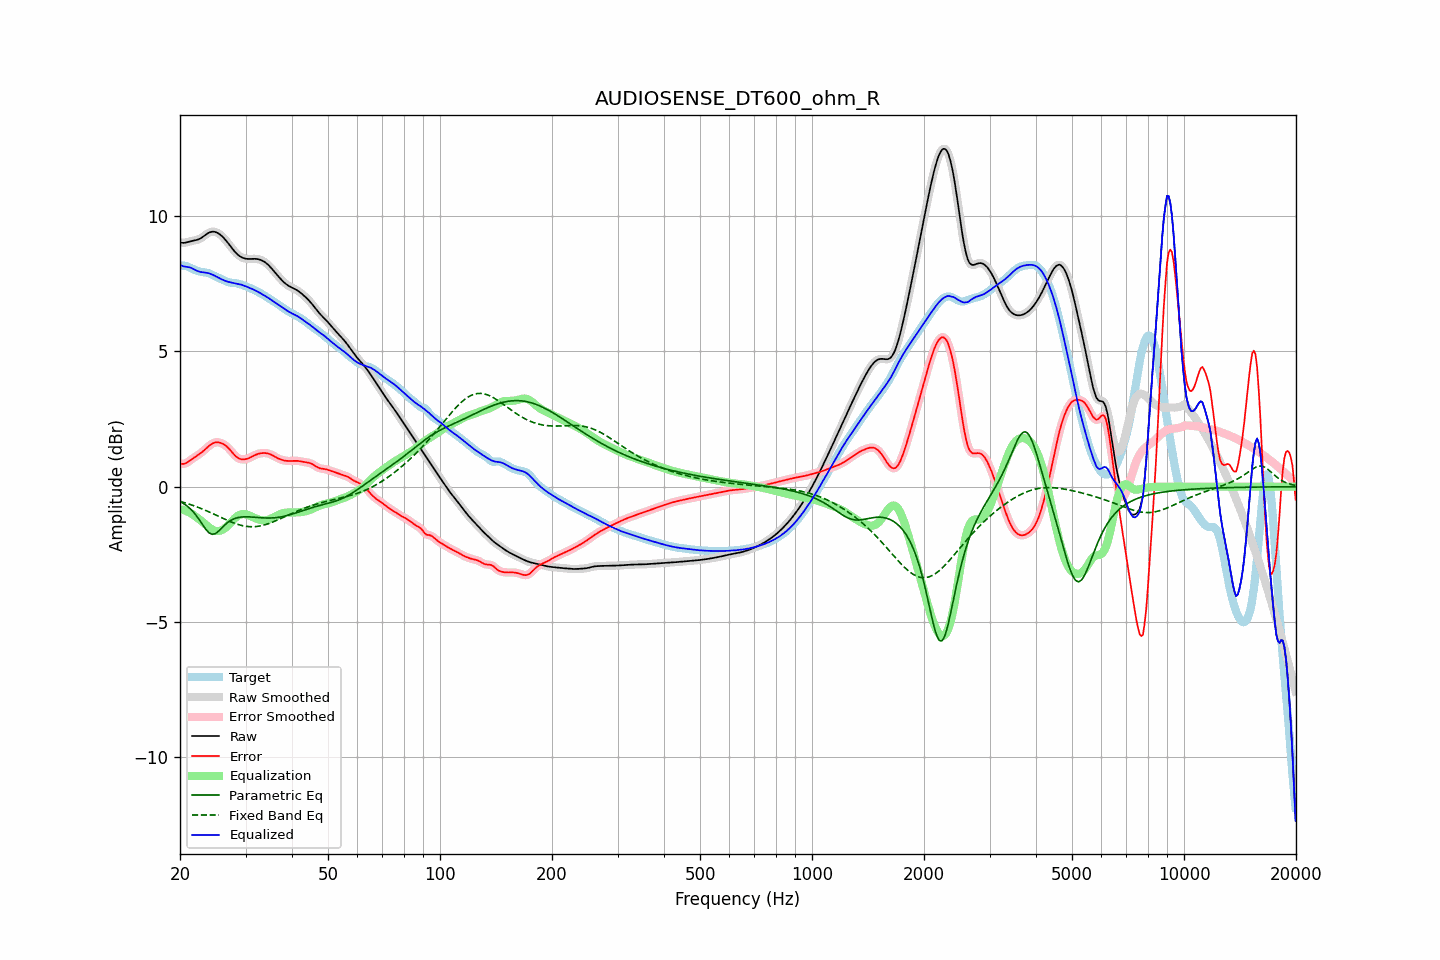 AUDIOSENSE_DT600_ohm_R
Amplitude (dBr)
10
5
0
−5
−10
Target
Raw Smoothed
Error Smoothed
Raw
Error
Equalization
Parametric Eq
Fixed Band Eq
Equalized
20 50 100 200 500 1000 2000 5000 10000 20000
Frequency (Hz)